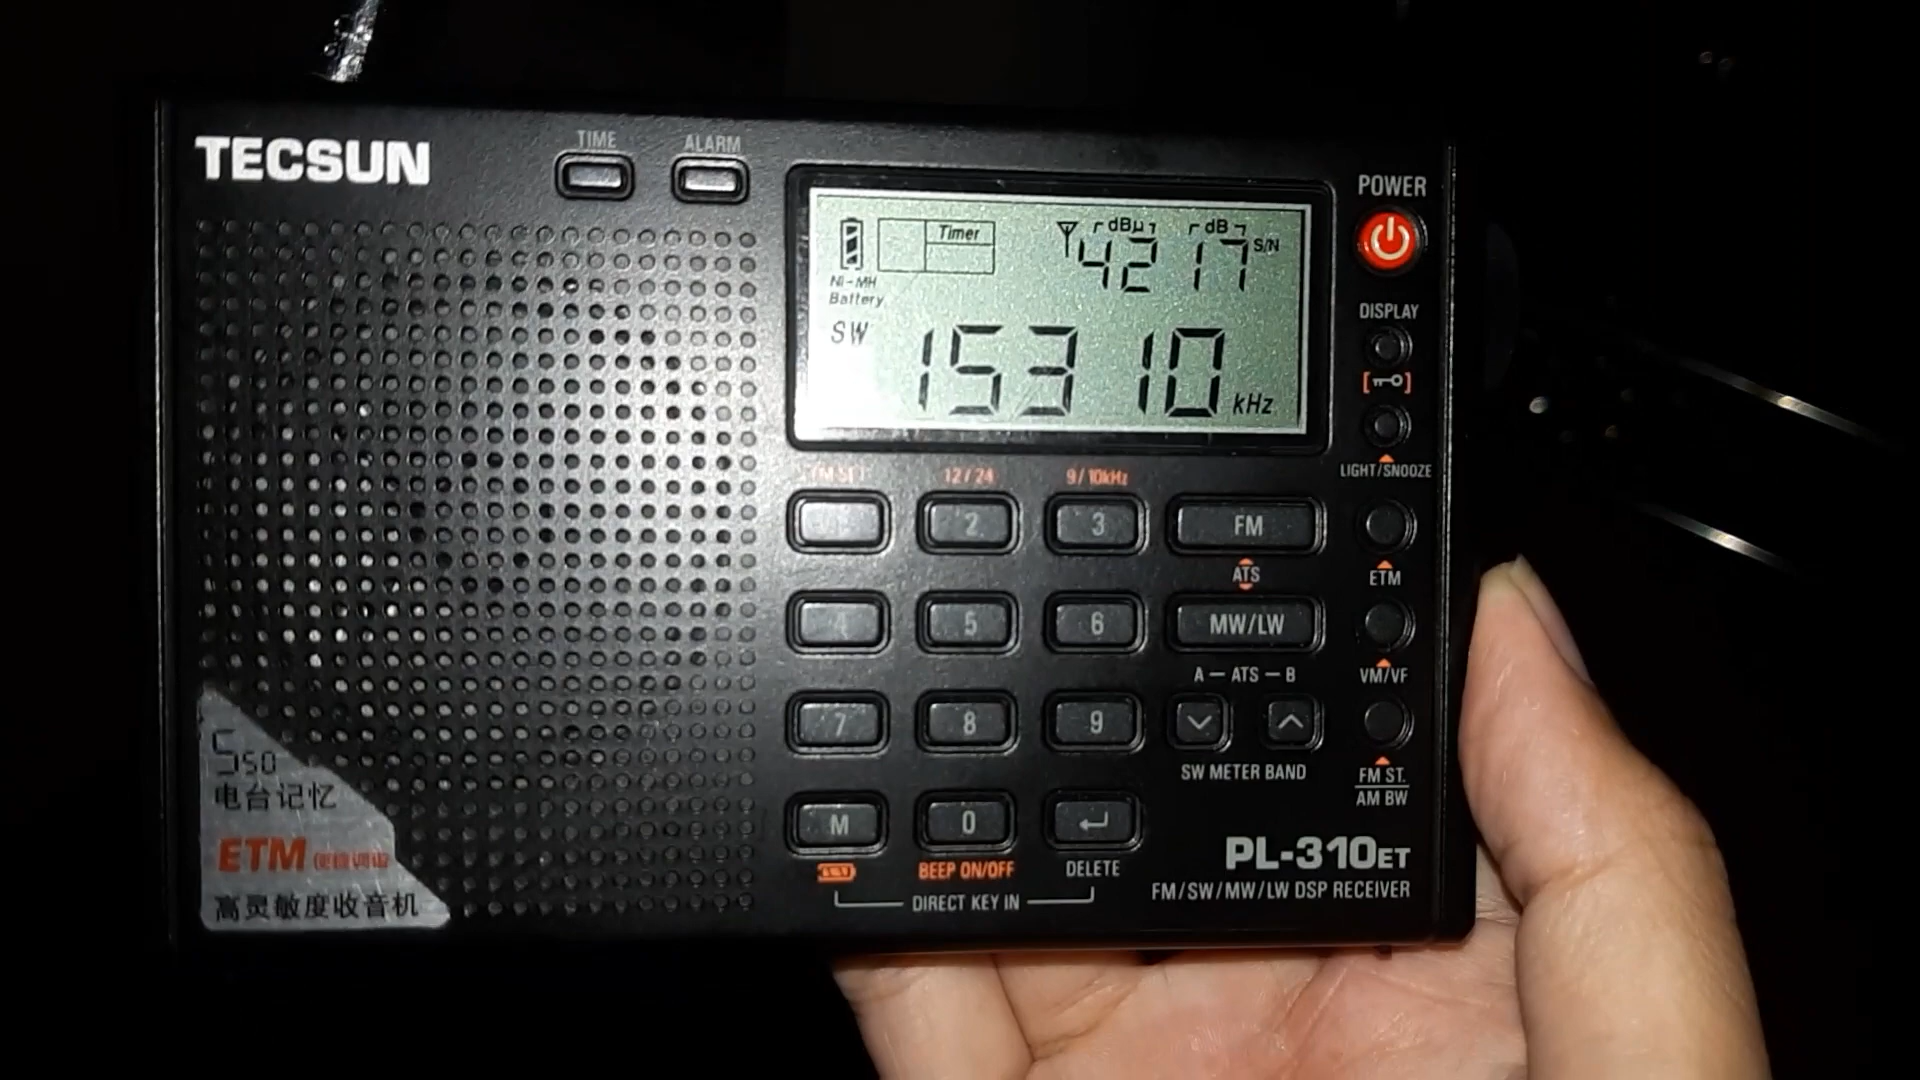 TECSUN
TIME
ALARM
POWER
Timer
dBμ
dB
42 17
S/N
Ni-MH
Battery
SW
15310
kHz
DISPLAY
LIGHT/SNOOZE
12/24
9/10kHz
2
3
FM
ATS
ETM
4
5
6
MW/LW
A — ATS — B
VM/VF
7
8
9
SW METER BAND
FM ST.
AM BW
S50
电台记忆
M
0
ETM
BEEP ON/OFF
DELETE
PL-310ET
高灵敏度收音机
DIRECT KEY IN
FM/SW/MW/LW DSP RECEIVER